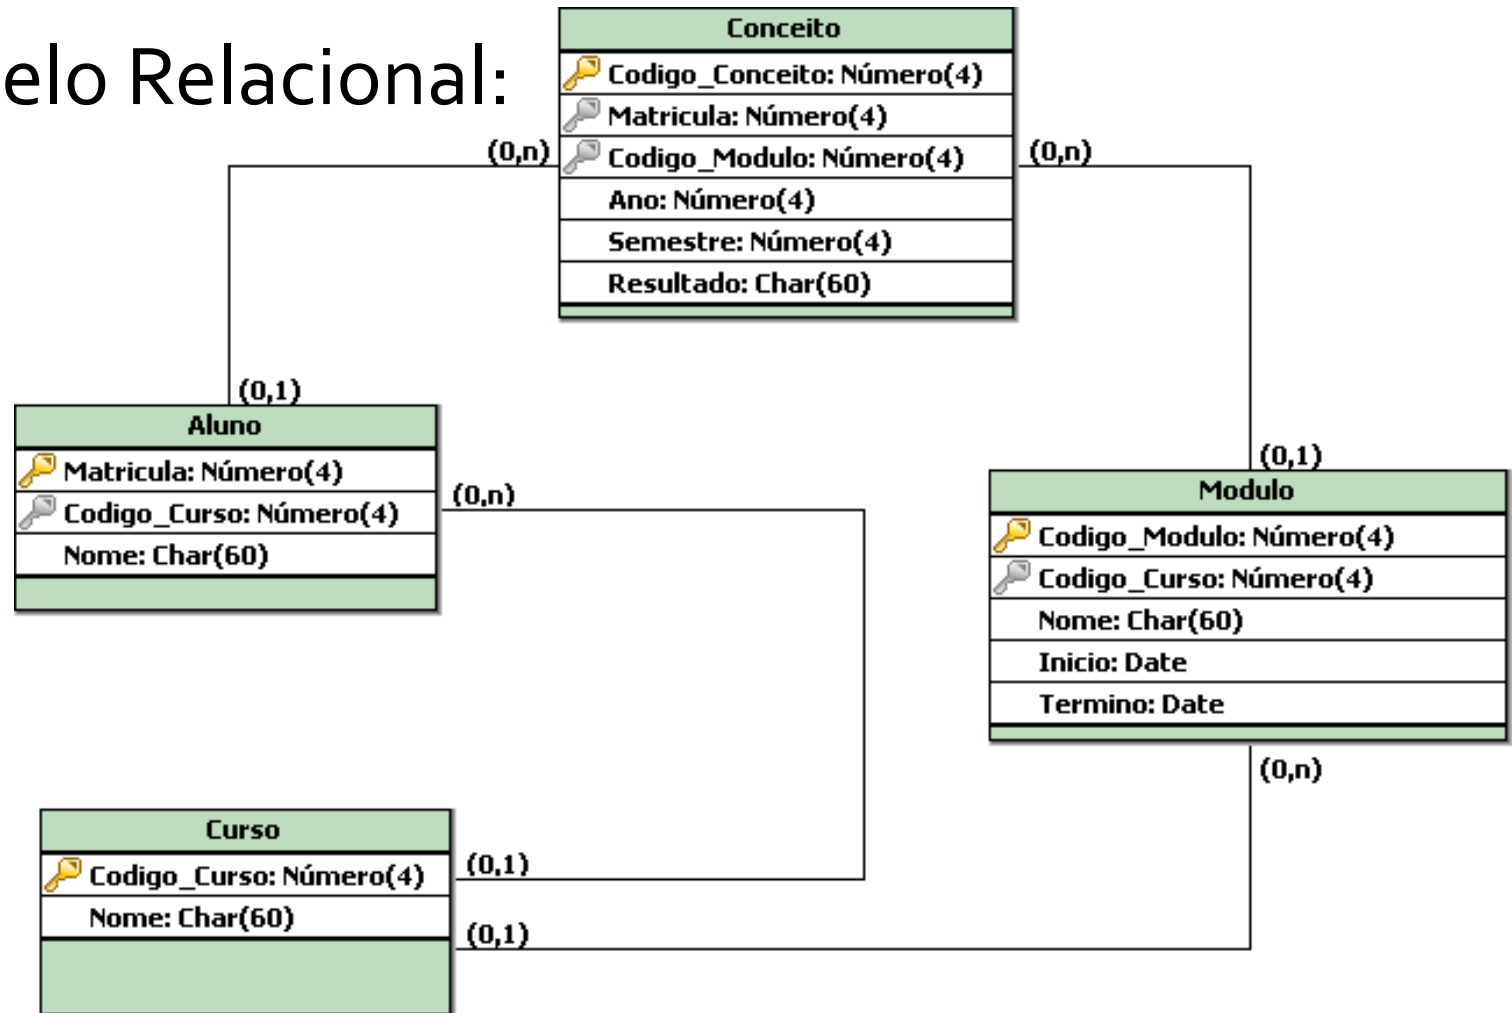 elo Relacional:
Conceito
Codigo_Conceito: Número(4)
Matricula: Número(4)
Codigo_Modulo: Número(4)
Ano: Número(4)
Semestre: Número(4)
Resultado: Char(60)
(0,n)
(0,n)
(0,1)
Aluno
Matricula: Número(4)
Codigo_Curso: Número(4)
Nome: Char(60)
(0,n)
(0,1)
Modulo
Codigo_Modulo: Número(4)
Codigo_Curso: Número(4)
Nome: Char(60)
Inicio: Date
Termino: Date
(0,n)
Curso
Codigo_Curso: Número(4)
Nome: Char(60)
(0,1)
(0,1)